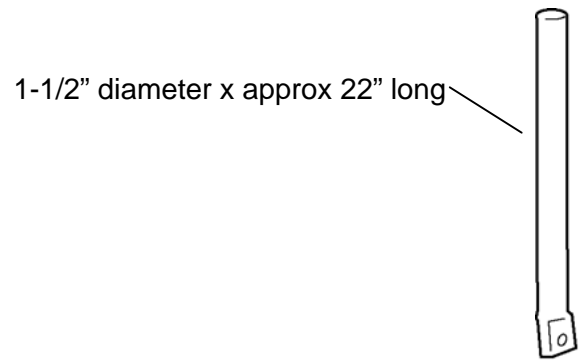 1-1/2” diameter x approx 22” long